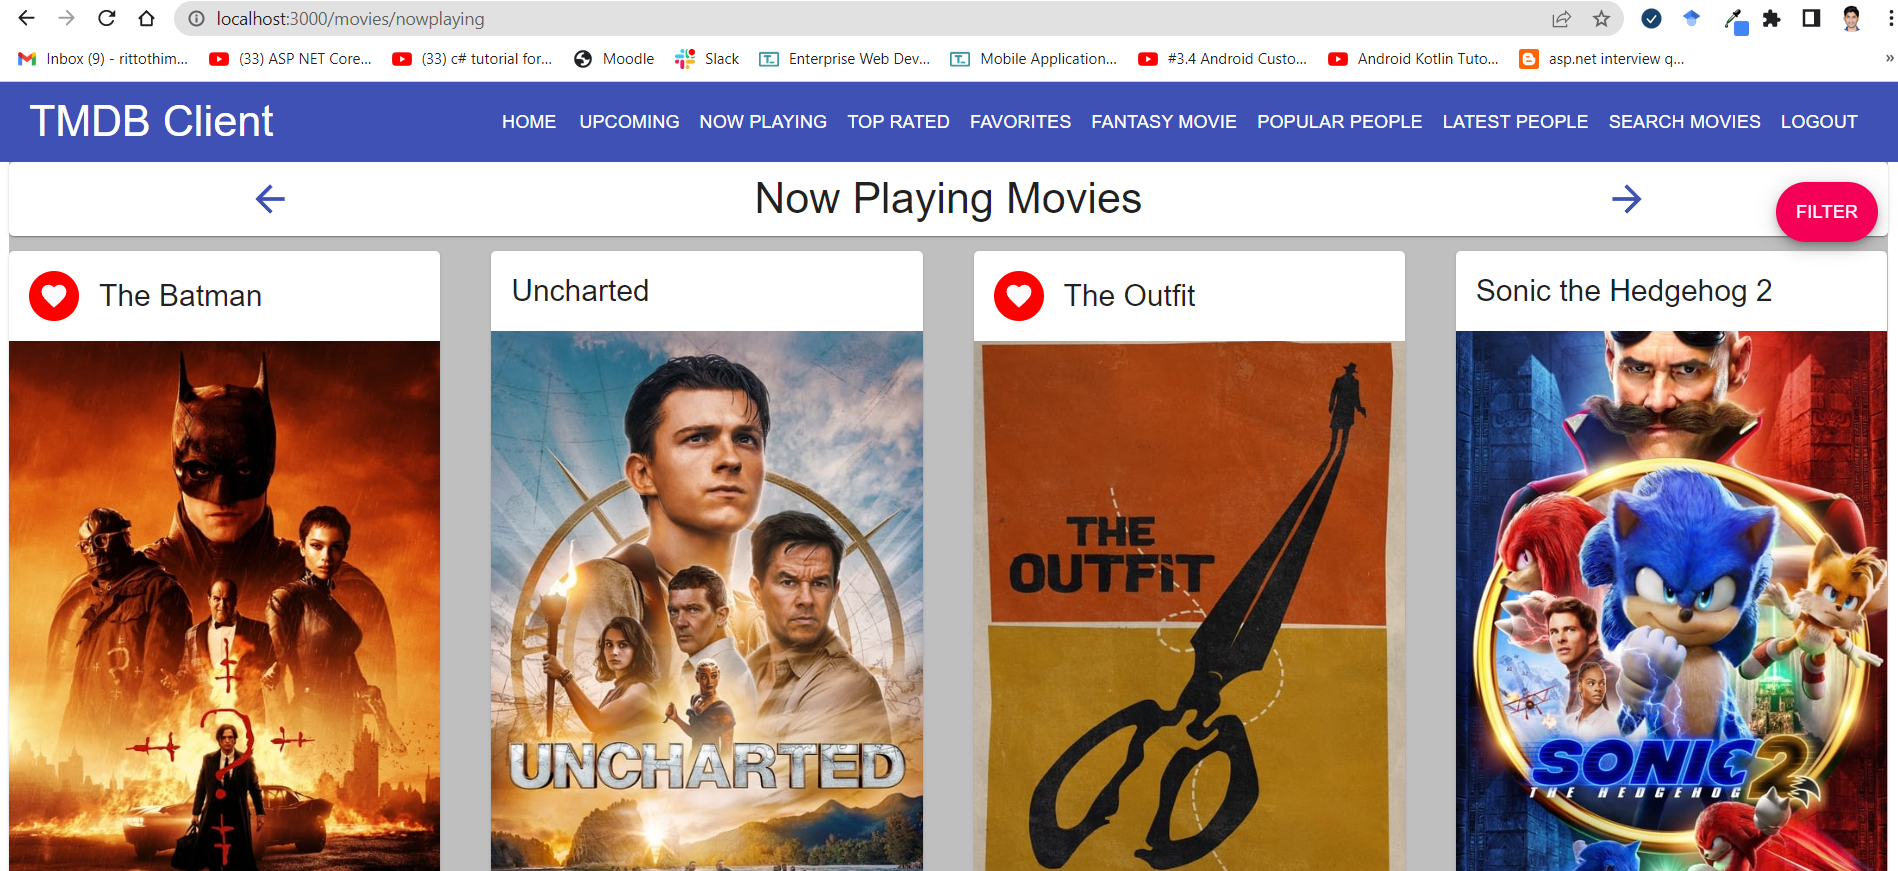 localhost:3000/movies/nowplaying
Inbox (9) - rittothim... (33) ASP NET Core... (33) c# tutorial for... Moodle Slack Enterprise Web Dev... Mobile Application... #3.4 Android Custo... Android Kotlin Tuto... asp.net interview q... »
TMDB Client HOME UPCOMING NOW PLAYING TOP RATED FAVORITES FANTASY MOVIE POPULAR PEOPLE LATEST PEOPLE SEARCH MOVIES LOGOUT
Now Playing Movies
FILTER
The Batman
Uncharted
The Outfit
Sonic the Hedgehog 2
UNCHARTED
THE
OUTFIT
SONIC 2
THE HEDGEHOG